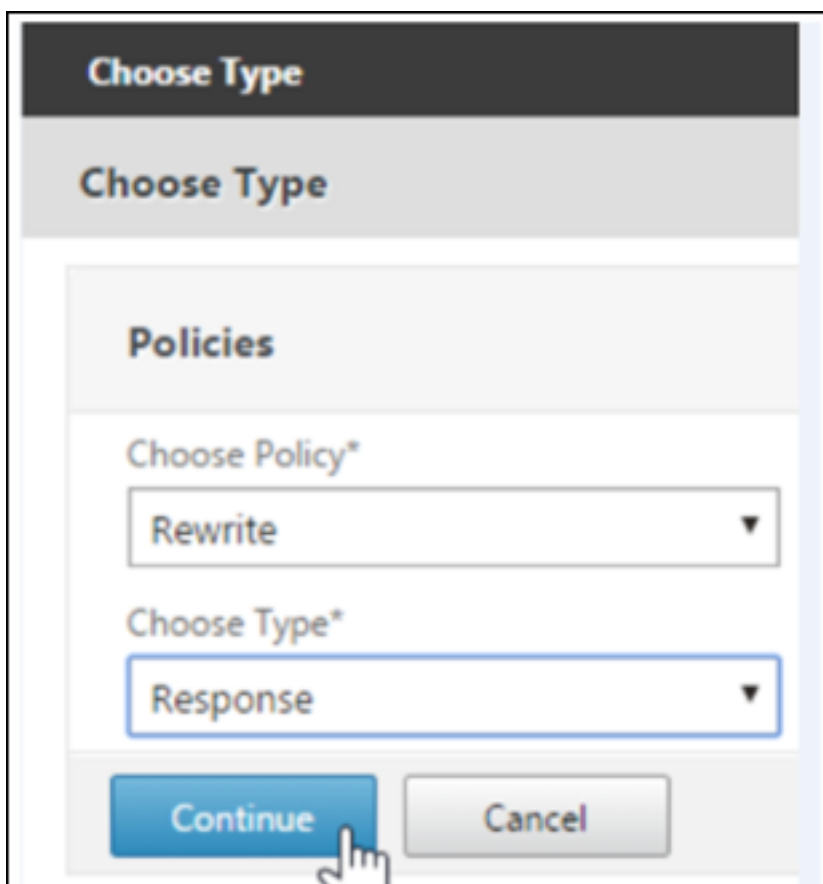 Choose Type
Choose Type
Policies
Choose Policy*
Rewrite
Choose Type*
Response
Continue Cancel